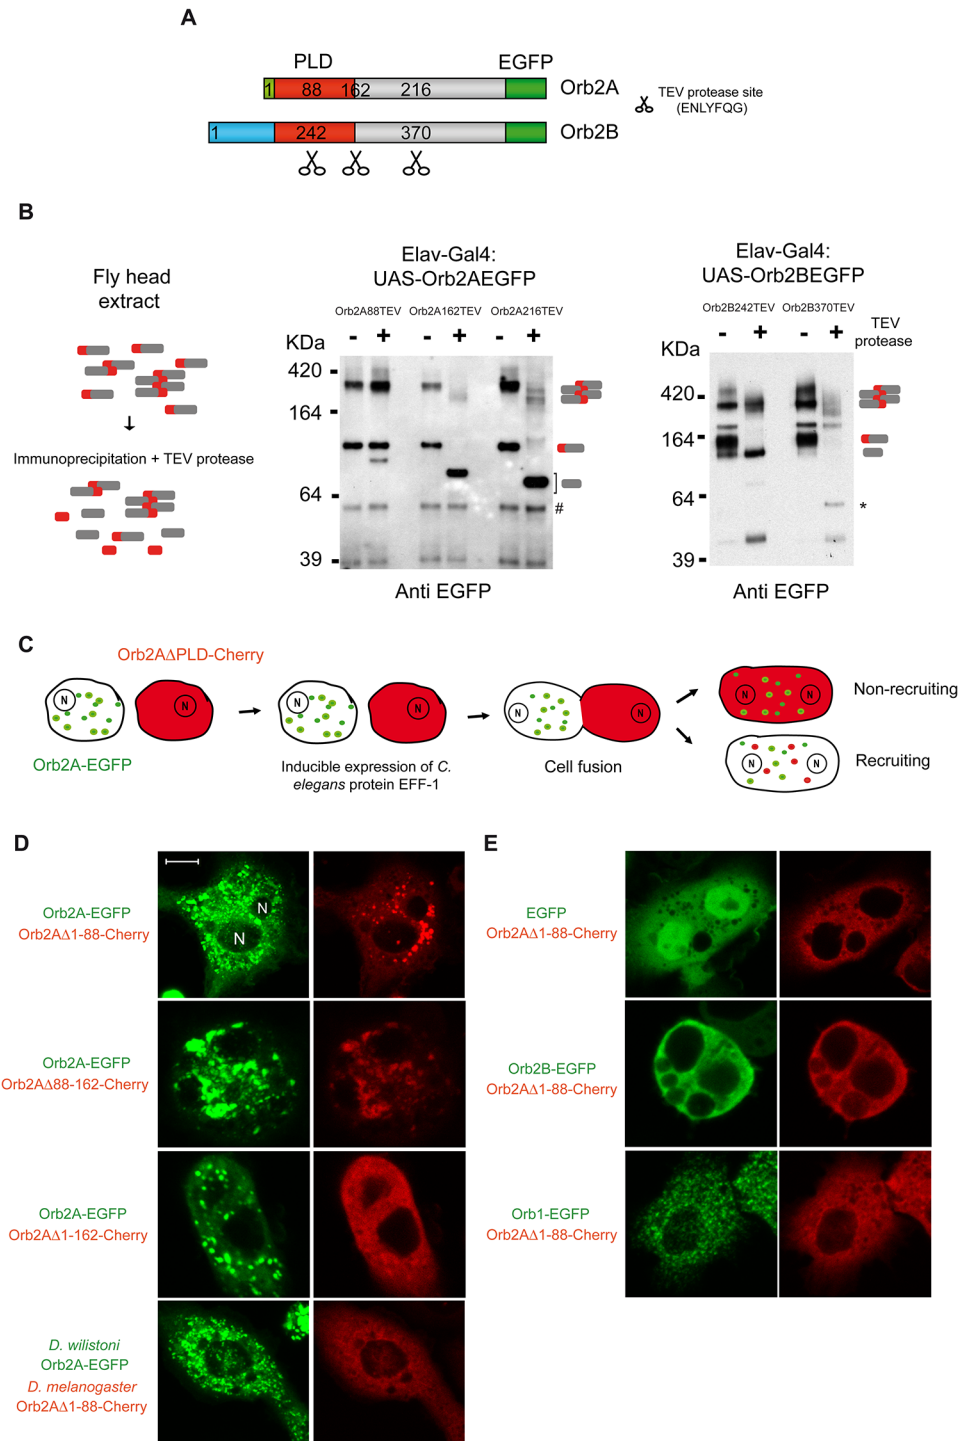 A
PLD
EGFP
1
88
162
216
Orb2A
TEV protease site
(ENLYFQG)
1
242
370
Orb2B
B
Fly head
extract
Immunoprecipitation + TEV protease
Elav-Gal4:
UAS-Orb2AEGFP
Orb2A88TEV Orb2A162TEV Orb2A216TEV
- + - + - +
KDa
420
164
64
39
#
Anti EGFP
Elav-Gal4:
UAS-Orb2BEGFP
Orb2B242TEV Orb2B370TEV
- + - +
TEV
protease
KDa
420
164
64
39
*
Anti EGFP
C
Orb2AΔPLD-Cherry
N
N
Orb2A-EGFP
N
N
Inducible expression of C.
elegans protein EFF-1
N
N
Cell fusion
N
N
Non-recruiting
N
N
Recruiting
D
Orb2A-EGFP
Orb2AΔ1-88-Cherry
N
N
Orb2A-EGFP
Orb2AΔ88-162-Cherry
Orb2A-EGFP
Orb2AΔ1-162-Cherry
D. wilistoni
Orb2A-EGFP
D. melanogaster
Orb2AΔ1-88-Cherry
E
EGFP
Orb2AΔ1-88-Cherry
Orb2B-EGFP
Orb2AΔ1-88-Cherry
Orb1-EGFP
Orb2AΔ1-88-Cherry